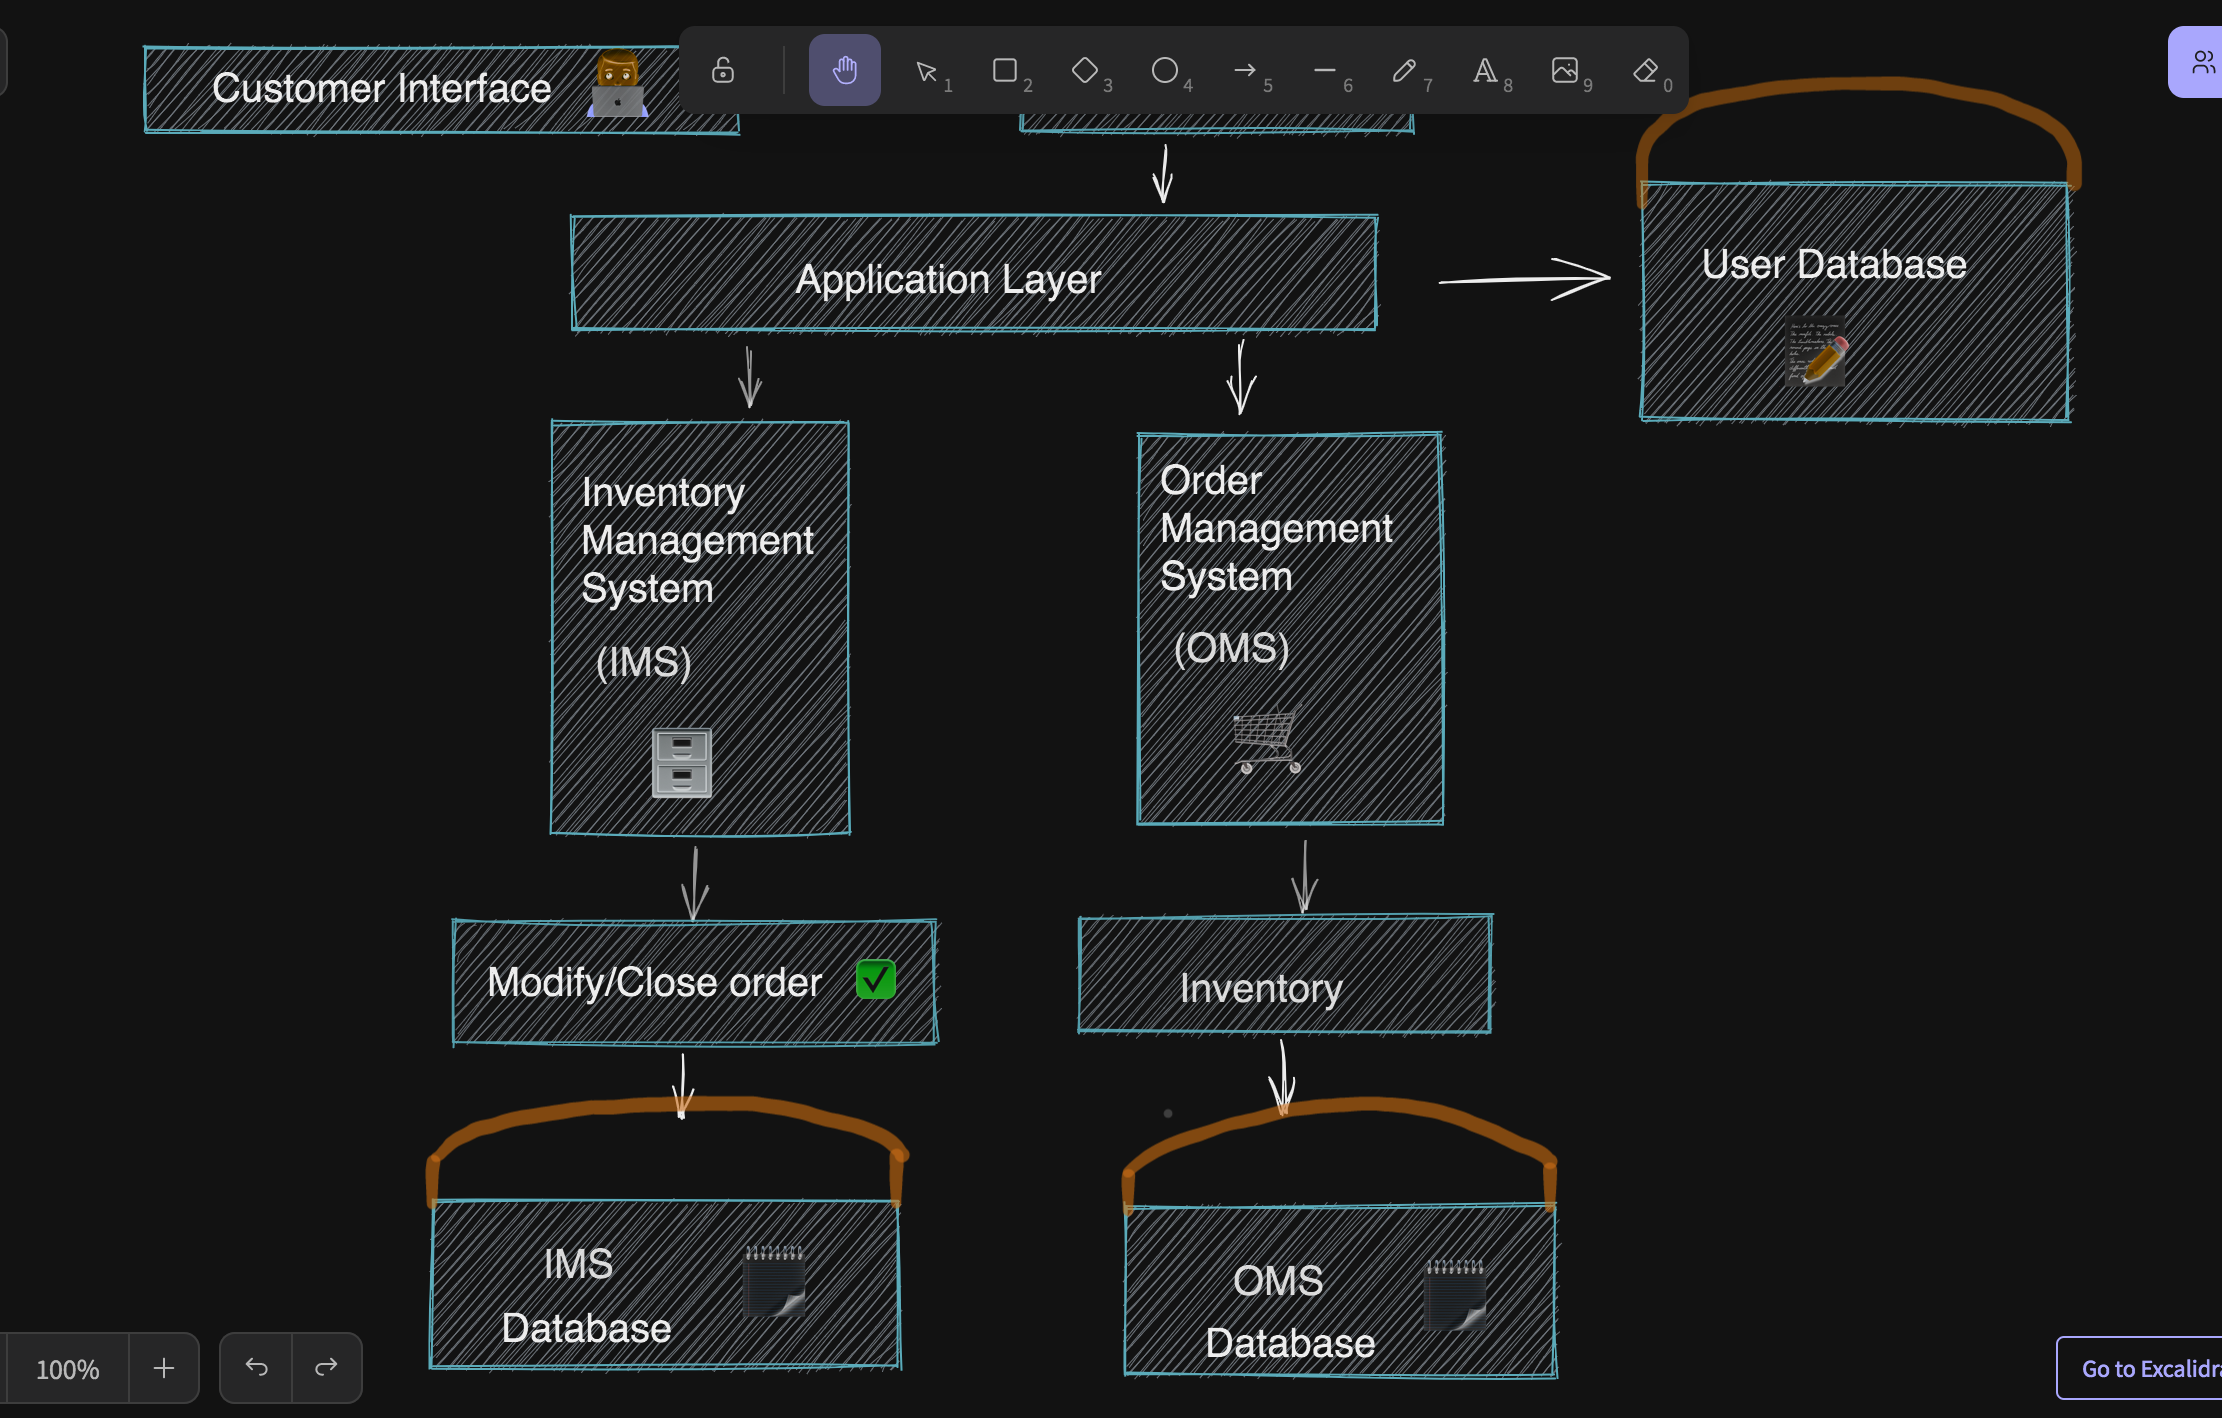 Customer Interface
1
2
3
4
5
6
7
8
9
0
Application Layer
User Database
Inventory
Management
System
(IMS)
Order
Management
System
(OMS)
Modify/Close order
Inventory
IMS
Database
OMS
Database
100%
Go to